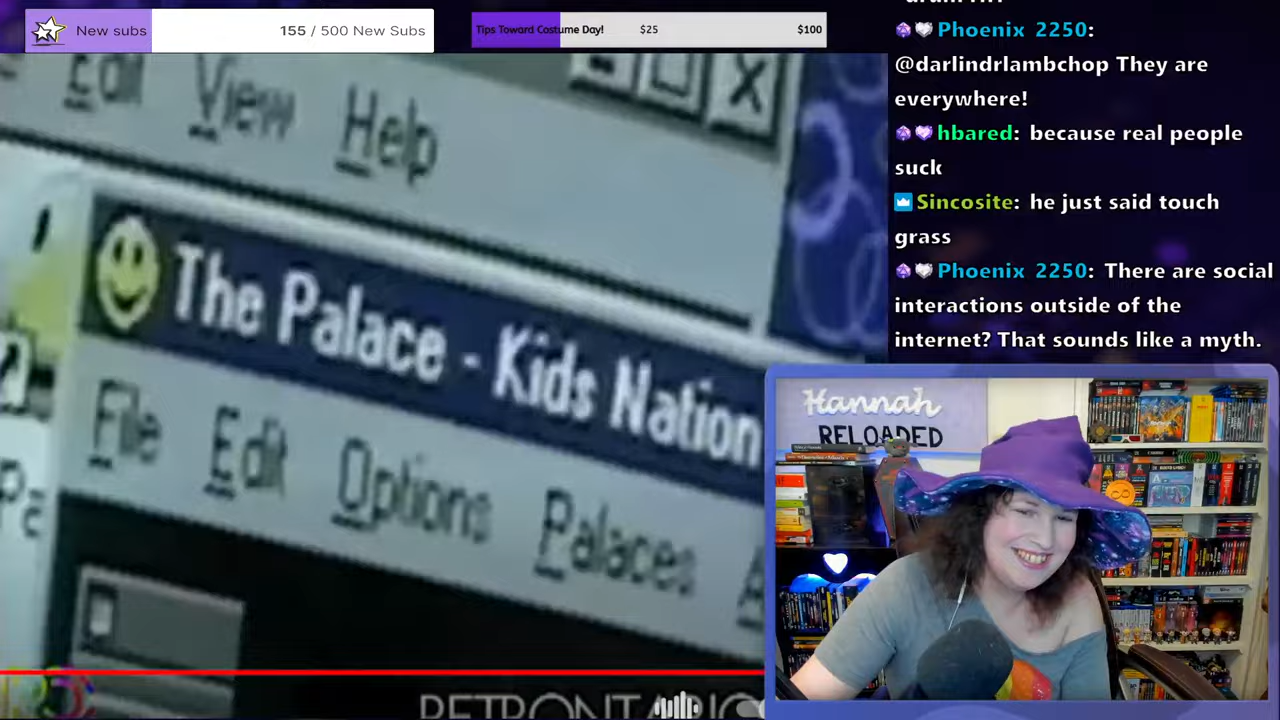 New subs
155 / 500 New Subs
Tips Toward Costume Day!
$25
$100
Edit View Help
The Palace - Kids Nation
File Edit Options Palaces
RETRONTARIO
Phoenix 2250:
@darlindrlambchop They are
everywhere!
hbared: because real people
suck
Sincosite: he just said touch
grass
Phoenix 2250: There are social
interactions outside of the
internet? That sounds like a myth.
Hannah
RELOADED